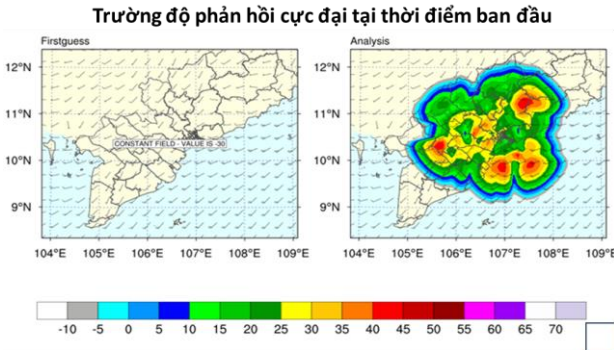 Trường độ phản hồi cực đại tại thời điểm ban đầu
Firstguess
Analysis
12°N
11°N
10°N
9°N
CONSTANT FIELD - VALUE IS -30
104°E 105°E 106°E 107°E 108°E 109°E
12°N
11°N
10°N
9°N
104°E 105°E 106°E 107°E 108°E 109°E
-10 -5 0 5 10 15 20 25 30 35 40 45 50 55 60 65 70